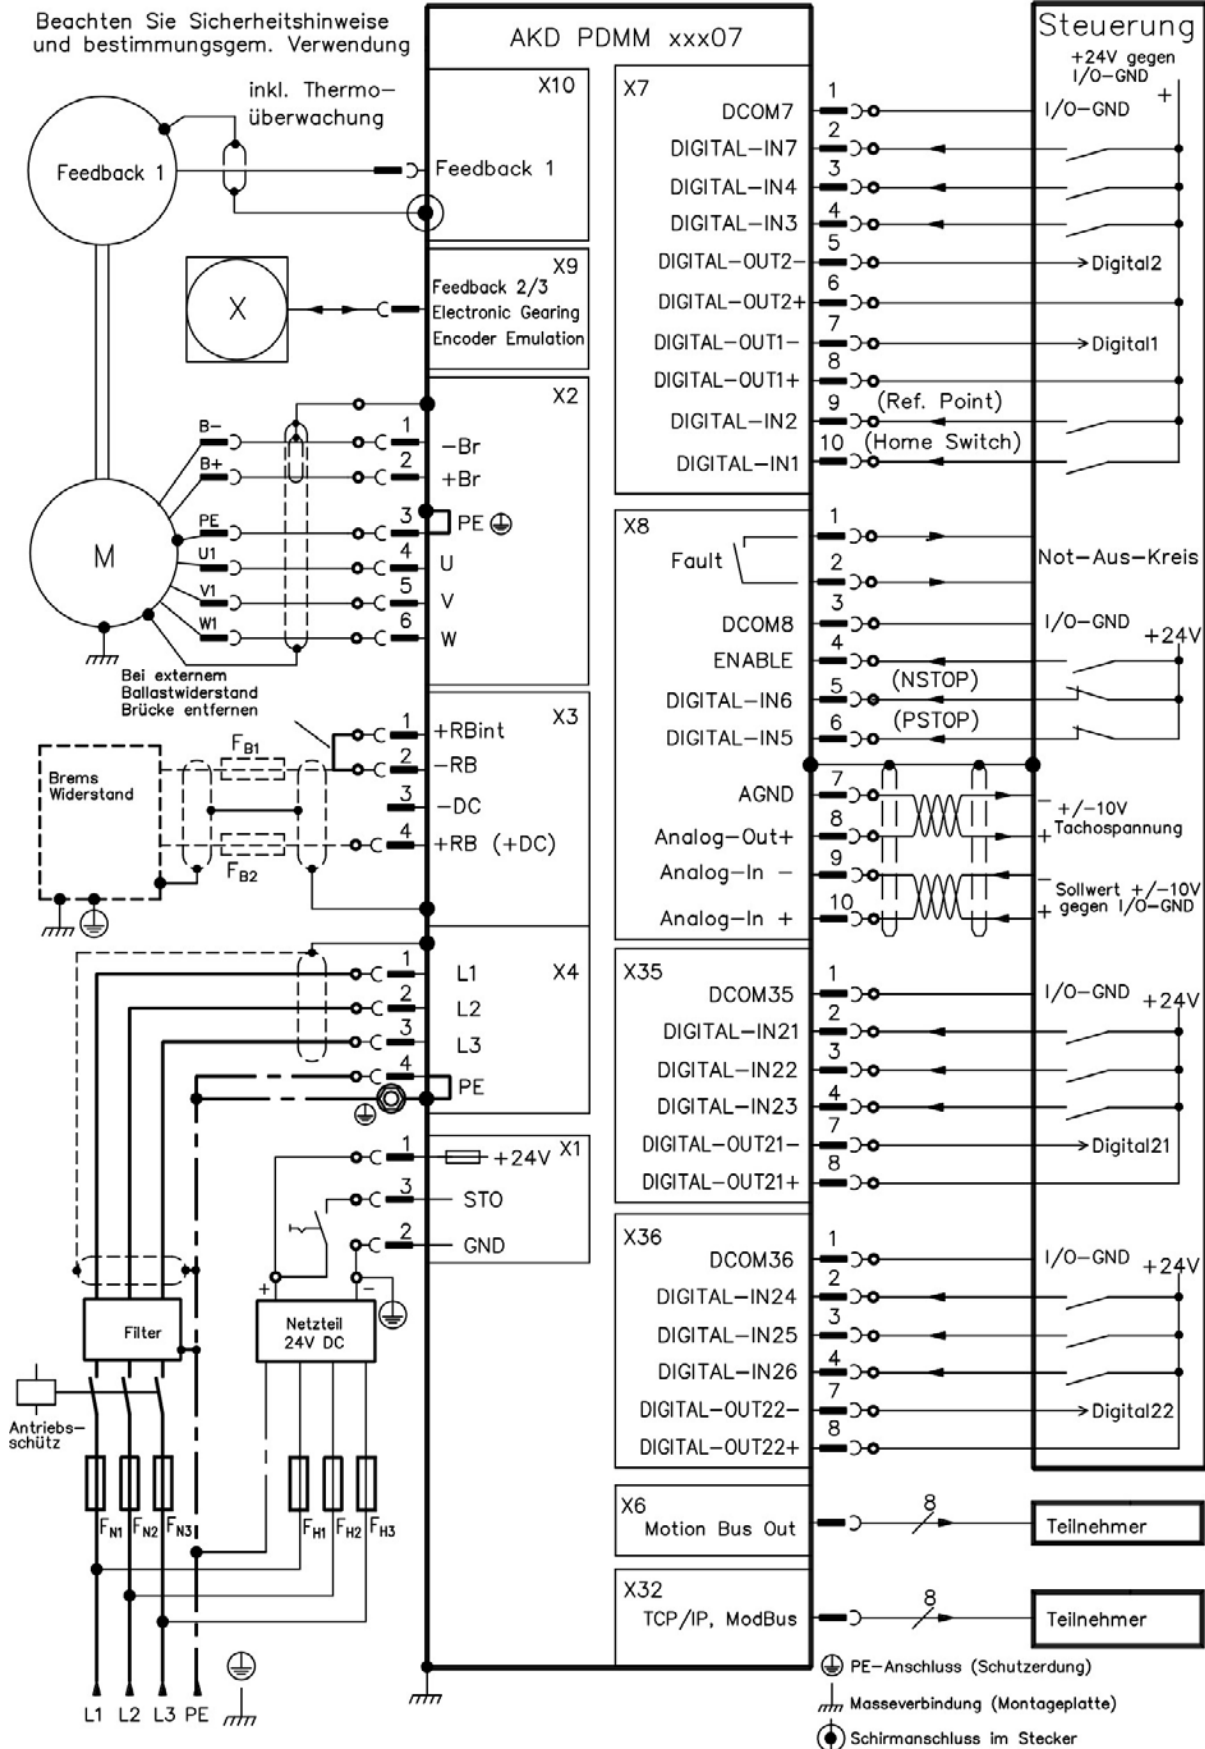 Beachten Sie Sicherheitshinweise
und bestimmungsgem. Verwendung
AKD PDMM xxx07
Steuerung
+24V gegen
I/O-GND
+
inkl. Thermo-
überwachung
Feedback 1
X10
Feedback 1
X
X9
Feedback 2/3
Electronic Gearing
Encoder Emulation
X2
B-
1
-Br
B+
2
+Br
PE
3
PE
M
U1
4
U
V1
5
V
W1
6
W
Bei externem
Ballastwiderstand
Brücke entfernen
X3
1
+RBint
FB1
2
-RB
Brems
Widerstand
3
-DC
4
+RB (+DC)
FB2
X4
1
L1
2
L2
3
L3
4
PE
X1
1
+24V
3
STO
2
GND
+
-
Netzteil
24V DC
Filter
Antriebs-
schütz
FN1
FN2
FN3
FH1
FH2
FH3
L1
L2
L3
PE
X7
DCOM7
1
I/O-GND
DIGITAL-IN7
2
DIGITAL-IN4
3
DIGITAL-IN3
4
DIGITAL-OUT2-
5
Digital2
DIGITAL-OUT2+
6
DIGITAL-OUT1-
7
Digital1
DIGITAL-OUT1+
8
DIGITAL-IN2
9
(Ref. Point)
DIGITAL-IN1
10
(Home Switch)
X8
Fault
1
2
Not-Aus-Kreis
DCOM8
3
I/O-GND
+24V
ENABLE
4
DIGITAL-IN6
5
(NSTOP)
DIGITAL-IN5
6
(PSTOP)
AGND
7
-
+/-10V
Tachospannung
Analog-Out+
8
+
Analog-In -
9
-
Sollwert +/-10V
gegen I/O-GND
Analog-In +
10
+
X35
DCOM35
1
I/O-GND
+24V
DIGITAL-IN21
2
DIGITAL-IN22
3
DIGITAL-IN23
4
DIGITAL-OUT21-
7
Digital21
DIGITAL-OUT21+
8
X36
DCOM36
1
I/O-GND
+24V
DIGITAL-IN24
2
DIGITAL-IN25
3
DIGITAL-IN26
4
DIGITAL-OUT22-
7
Digital22
DIGITAL-OUT22+
8
X6
Motion Bus Out
8
Teilnehmer
X32
TCP/IP, ModBus
8
Teilnehmer
PE-Anschluss (Schutzerdung)
Masseverbindung (Montageplatte)
Schirmanschluss im Stecker